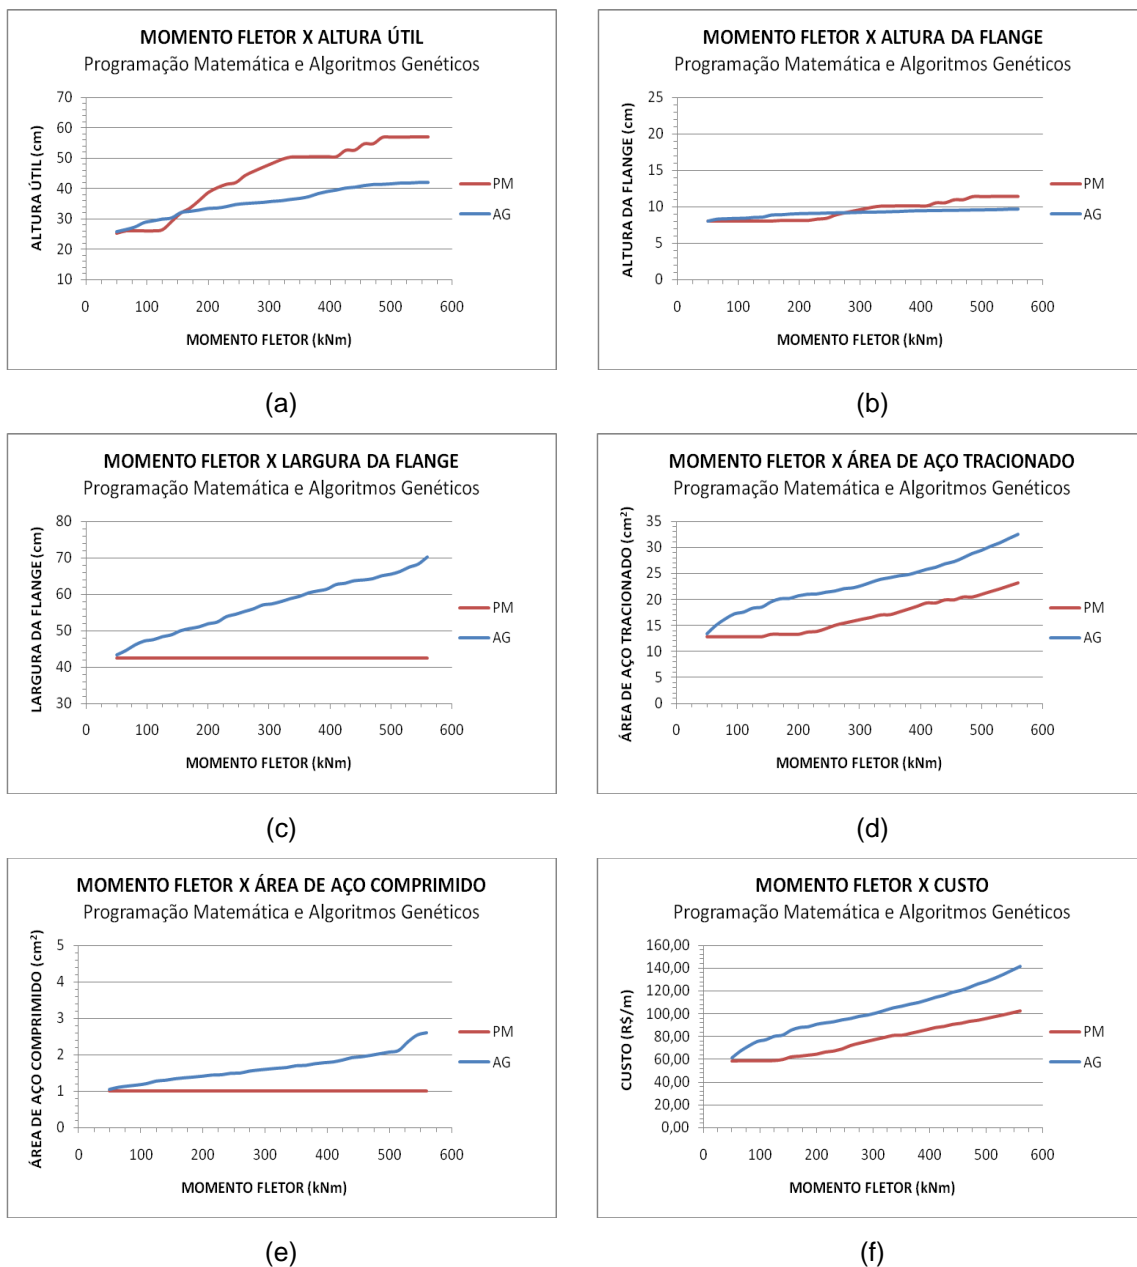 MOMENTO FLETOR X ALTURA ÚTIL
Programação Matemática e Algoritmos Genéticos
ALTURA ÚTIL (cm)
70
60
50
40
30
20
10
0 100 200 300 400 500 600
MOMENTO FLETOR (kNm)
PM
AG
(a)
MOMENTO FLETOR X ALTURA DA FLANGE
Programação Matemática e Algoritmos Genéticos
ALTURA DA FLANGE (cm)
25
20
15
10
5
0
0 100 200 300 400 500 600
MOMENTO FLETOR (kNm)
PM
AG
(b)
MOMENTO FLETOR X LARGURA DA FLANGE
Programação Matemática e Algoritmos Genéticos
LARGURA DA FLANGE (cm)
80
70
60
50
40
30
0 100 200 300 400 500 600
MOMENTO FLETOR (kNm)
PM
AG
(c)
MOMENTO FLETOR X ÁREA DE AÇO TRACIONADO
Programação Matemática e Algoritmos Genéticos
ÁREA DE AÇO TRACIONADO (cm²)
35
30
25
20
15
10
5
0
0 100 200 300 400 500 600
MOMENTO FLETOR (kNm)
PM
AG
(d)
MOMENTO FLETOR X ÁREA DE AÇO COMPRIMIDO
Programação Matemática e Algoritmos Genéticos
ÁREA DE AÇO COMPRIMIDO (cm²)
5
4
3
2
1
0
0 100 200 300 400 500 600
MOMENTO FLETOR (kNm)
PM
AG
(e)
MOMENTO FLETOR X CUSTO
Programação Matemática e Algoritmos Genéticos
CUSTO (R$/m)
160,00
140,00
120,00
100,00
80,00
60,00
40,00
20,00
0,00
0 100 200 300 400 500 600
MOMENTO FLETOR (kNm)
PM
AG
(f)